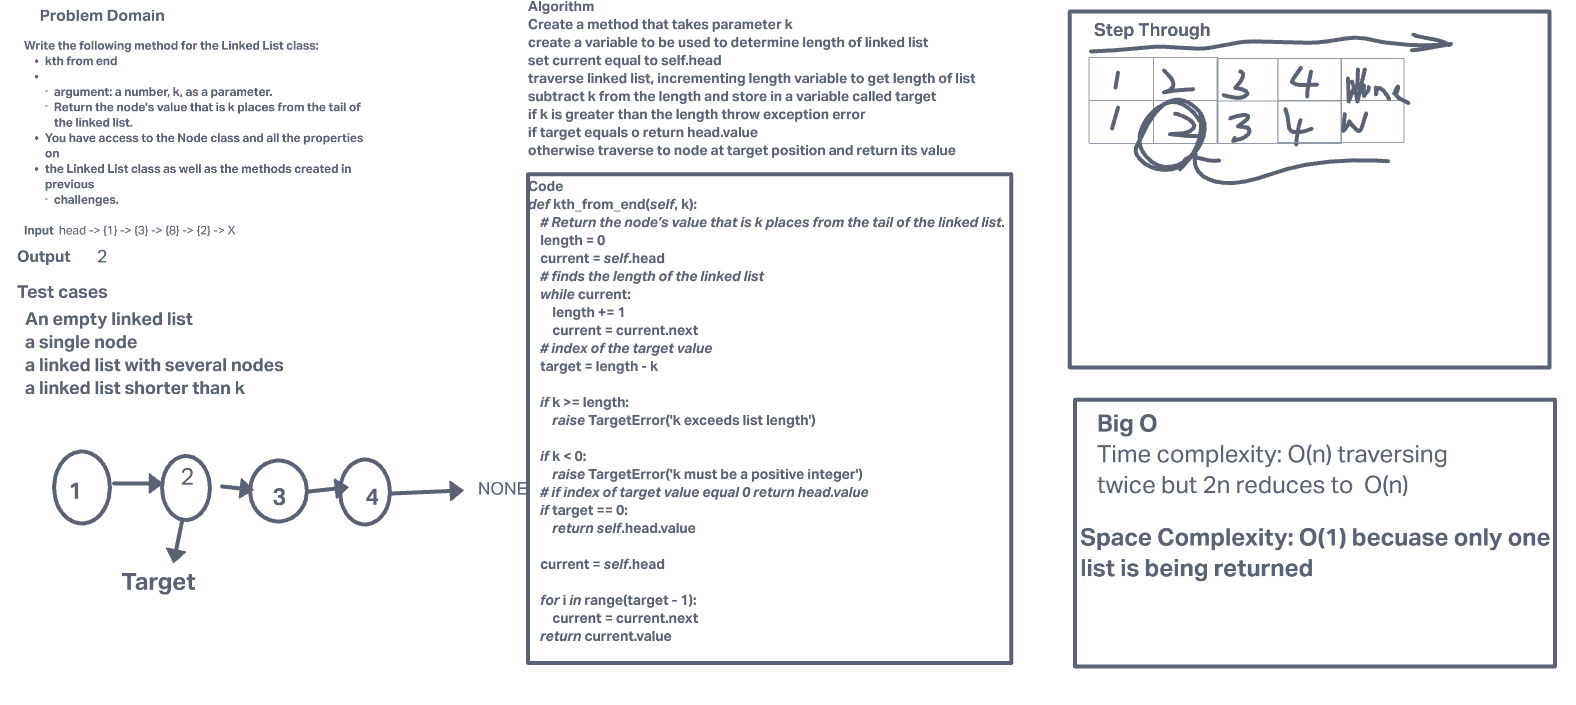 Problem Domain
Write the following method for the Linked List class:
• kth from end
•
◦ argument: a number, k, as a parameter.
◦ Return the node's value that is k places from the tail of
the linked list.
• You have access to the Node class and all the properties
on
• the Linked List class as well as the methods created in
previous
◦ challenges.
Input head -> {1} -> {3} -> {8} -> {2} -> X
Output 2
Test cases
An empty linked list
a single node
a linked list with several nodes
a linked list shorter than k
1 2 3 4 NONE
Target
Algorithm
Create a method that takes parameter k
create a variable to be used to determine length of linked list
set current equal to self.head
traverse linked list, incrementing length variable to get length of list
subtract k from the length and store in a variable called target
if k is greater than the length throw exception error
if target equals o return head.value
otherwise traverse to node at target position and return its value
Code
def kth_from_end(self, k):
# Return the node's value that is k places from the tail of the linked list.
length = 0
current = self.head
# finds the length of the linked list
while current:
length += 1
current = current.next
# index of the target value
target = length - k
if k >= length:
raise TargetError('k exceeds list length')
if k < 0:
raise TargetError('k must be a positive integer')
# if index of target value equal 0 return head.value
if target == 0:
return self.head.value
current = self.head
for i in range(target - 1):
current = current.next
return current.value
Step Through
1 2 3 4 None
1 2 3 4 N
Big O
Time complexity: O(n) traversing
twice but 2n reduces to O(n)
Space Complexity: O(1) becuase only one
list is being returned